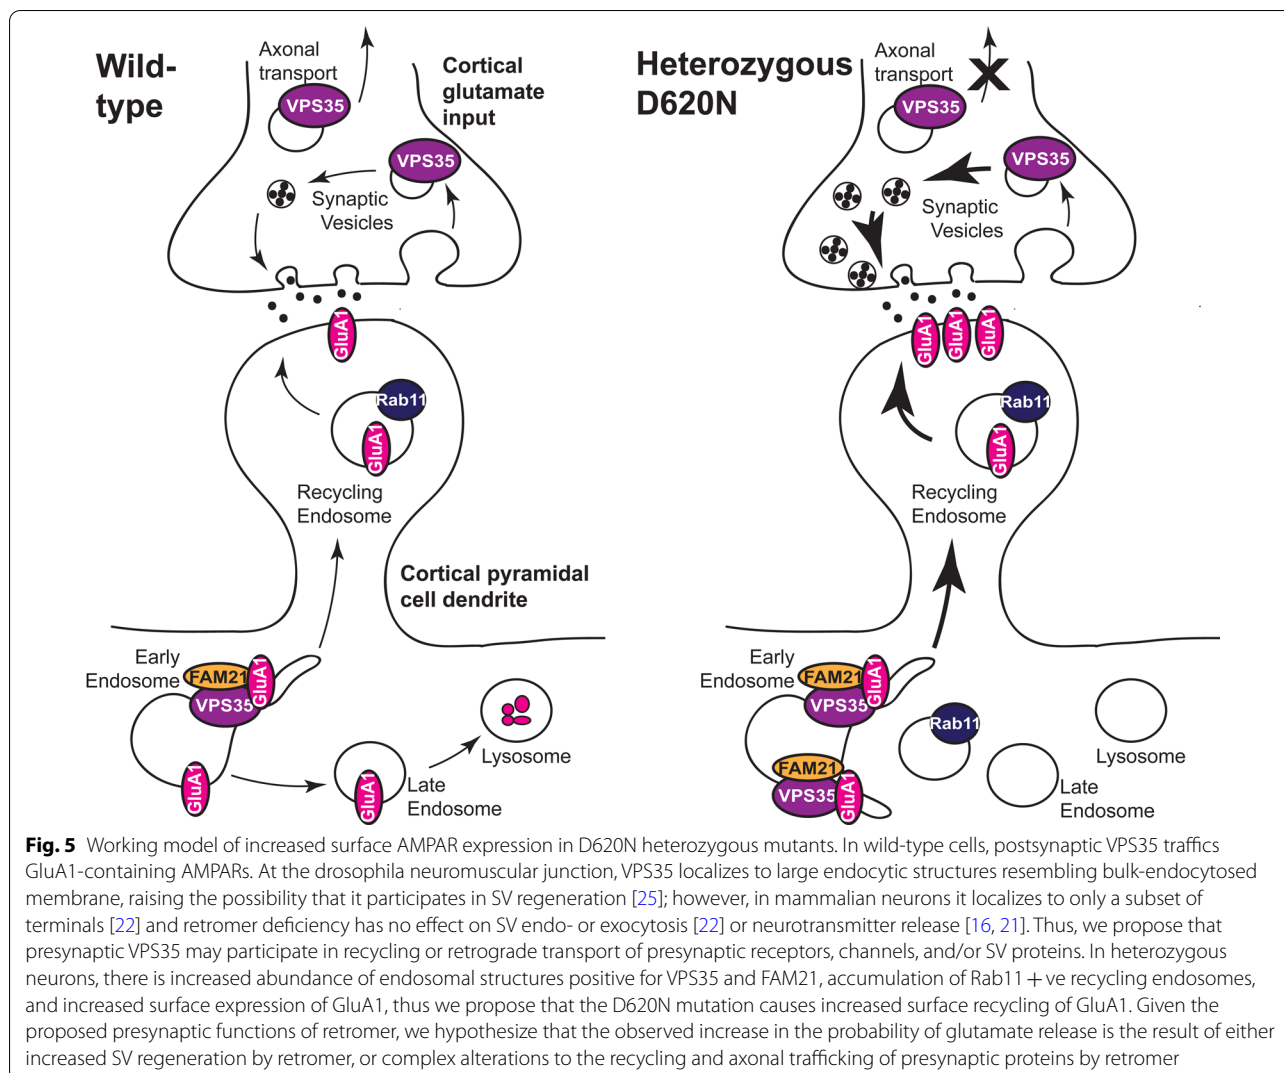 Wild-
type
Axonal
transport
VPS35
Cortical
glutamate
input
VPS35
Synaptic
Vesicles
GluA1
Rab11
GluA1
Recycling
Endosome
Cortical pyramidal
cell dendrite
Early
Endosome
FAM21
GluA1
VPS35
GluA1
GluA1
Late
Endosome
Lysosome
Heterozygous
D620N
Axonal
transport
X
VPS35
VPS35
Synaptic
Vesicles
GluA1
GluA1
GluA1
Rab11
GluA1
Recycling
Endosome
Early
Endosome
FAM21
GluA1
VPS35
Rab11
FAM21
VPS35
GluA1
Late
Endosome
Lysosome
Fig. 5 Working model of increased surface AMPAR expression in D620N heterozygous mutants. In wild-type cells, postsynaptic VPS35 traffics
GluA1-containing AMPARs. At the drosophila neuromuscular junction, VPS35 localizes to large endocytic structures resembling bulk-endocytosed
membrane, raising the possibility that it participates in SV regeneration [25]; however, in mammalian neurons it localizes to only a subset of
terminals [22] and retromer deficiency has no effect on SV endo- or exocytosis [22] or neurotransmitter release [16, 21]. Thus, we propose that
presynaptic VPS35 may participate in recycling or retrograde transport of presynaptic receptors, channels, and/or SV proteins. In heterozygous
neurons, there is increased abundance of endosomal structures positive for VPS35 and FAM21, accumulation of Rab11 +ve recycling endosomes,
and increased surface expression of GluA1, thus we propose that the D620N mutation causes increased surface recycling of GluA1. Given the
proposed presynaptic functions of retromer, we hypothesize that the observed increase in the probability of glutamate release is the result of either
increased SV regeneration by retromer, or complex alterations to the recycling and axonal trafficking of presynaptic proteins by retromer